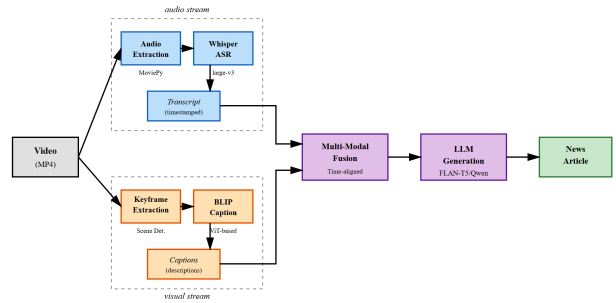 audio stream
Audio
Extraction
MoviePy
Whisper
ASR
large-v3
Transcript
(timestamped)
Video
(MP4)
Multi-Modal
Fusion
Time-aligned
LLM
Generation
FLAN-T5/Qwen
News
Article
Keyframe
Extraction
Scene Det.
BLIP
Caption
ViT-based
Captions
(descriptions)
visual stream